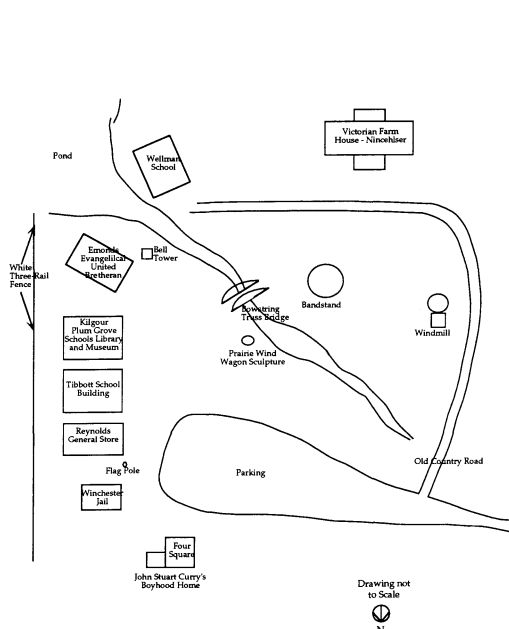 Victorian Farm
House - Nincehlser
Pond
Wellman
School
Emonds
Evangelilcal
United
Bretheran
Bell
Tower
White
Three-Rail
Fence
Bowstring
Truss Bridge
Bandstand
Windmill
Kilgour
Plum Grove
Schools Library
and Museum
Prairie Wind
Wagon Sculpture
Tibbott School
Building
Reynolds
General Store
Flag Pole
Old Country Road
Parking
Winchester
Jail
Four
Square
John Stuart Curry's
Boyhood Home
Drawing not
to Scale
N